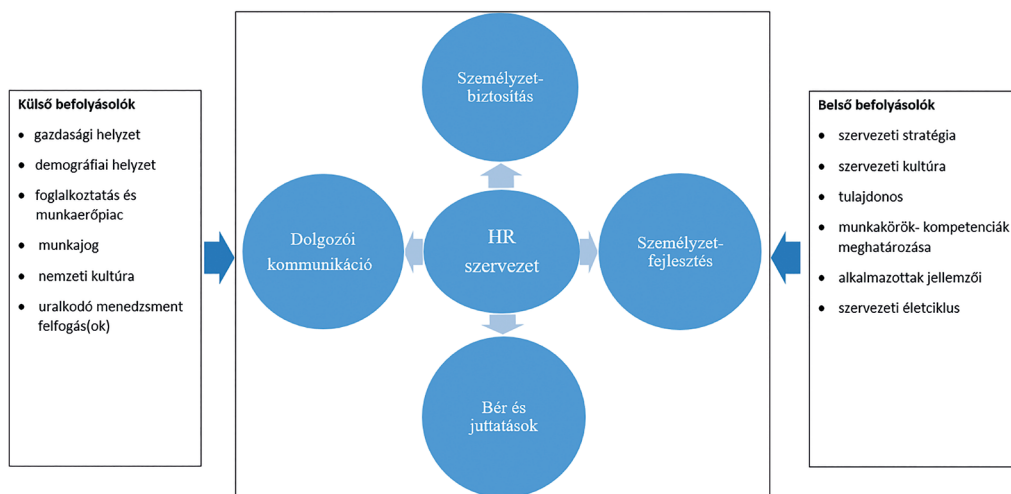 Külső befolyásolók
• gazdasági helyzet
• demográfiai helyzet
• foglalkoztatás és
munkaerőpiac
• munkajog
• nemzeti kultúra
• uralkodó menedzsment
felfogás(ok)
Személyzet-
biztosítás
Dolgozói
kommunikáció
HR
szervezet
Személyzet-
fejlesztés
Bér és
juttatások
Belső befolyásolók
• szervezeti stratégia
• szervezeti kultúra
• tulajdonos
• munkakörök- kompetenciák
meghatározása
• alkalmazottak jellemzői
• szervezeti életciklus